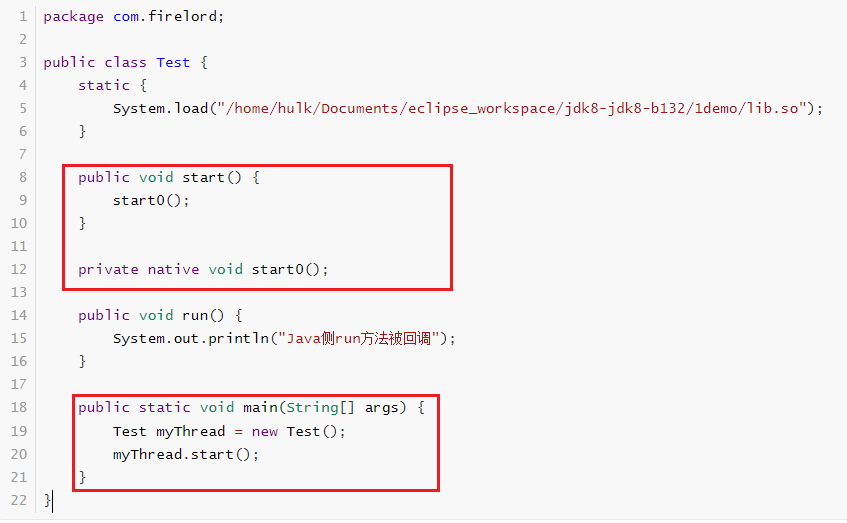 1 package com.firelord;
2
3 public class Test {
4     static {
5         System.load("/home/hulk/Documents/eclipse_workspace/jdk8-jdk8-b132/1demo/lib.so");
6     }
7
8     public void start() {
9         start0();
10     }
11
12     private native void start0();
13
14     public void run() {
15         System.out.println("Java侧run方法被回调");
16     }
17
18     public static void main(String[] args) {
19         Test myThread = new Test();
20         myThread.start();
21     }
22 }